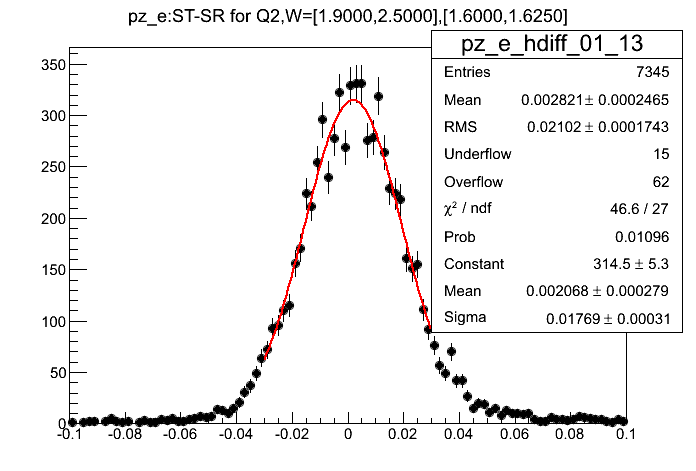 pz_e:ST-SR for Q2,W=[1.9000,2.5000],[1.6000,1.6250]
pz_e_hdiff_01_13
Entries 7345
Mean 0.002821 ± 0.0002465
RMS 0.02102 ± 0.0001743
Underflow 15
Overflow 62
χ² / ndf 46.6 / 27
Prob 0.01096
Constant 314.5 ± 5.3
Mean 0.002068 ± 0.000279
Sigma 0.01769 ± 0.00031
350
300
250
200
150
100
50
0
-0.1 -0.08 -0.06 -0.04 -0.02 0 0.02 0.04 0.06 0.08 0.1